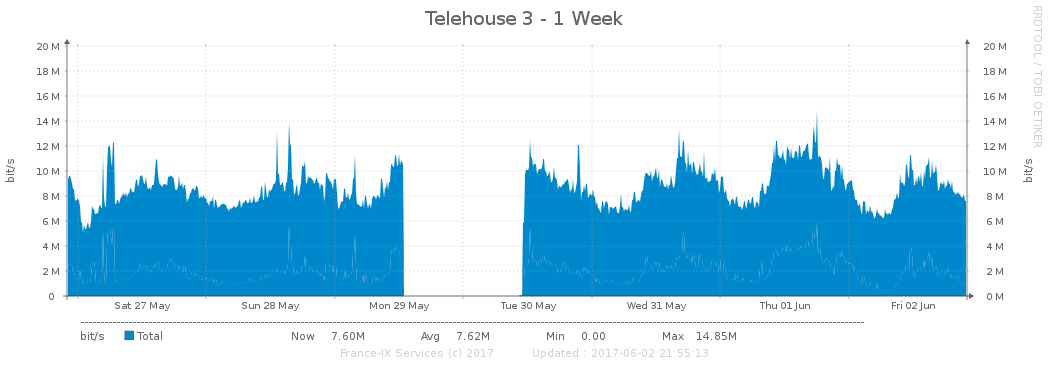 Telehouse 3 - 1 Week
RRDTOOL / TOBI OETIKER
bit/s
20 M 20 M
18 M 18 M
16 M 16 M
14 M 14 M
12 M 12 M
10 M 10 M
8 M 8 M
6 M 6 M
4 M 4 M
2 M 2 M
0 0 M
bit/s
Sat 27 May Sun 28 May Mon 29 May Tue 30 May Wed 31 May Thu 01 Jun Fri 02 Jun
bit/s Total Now 7.60M Avg 7.62M Min 0.00 Max 14.85M
France-IX Services (c) 2017 Updated : 2017-06-02 21:55:13